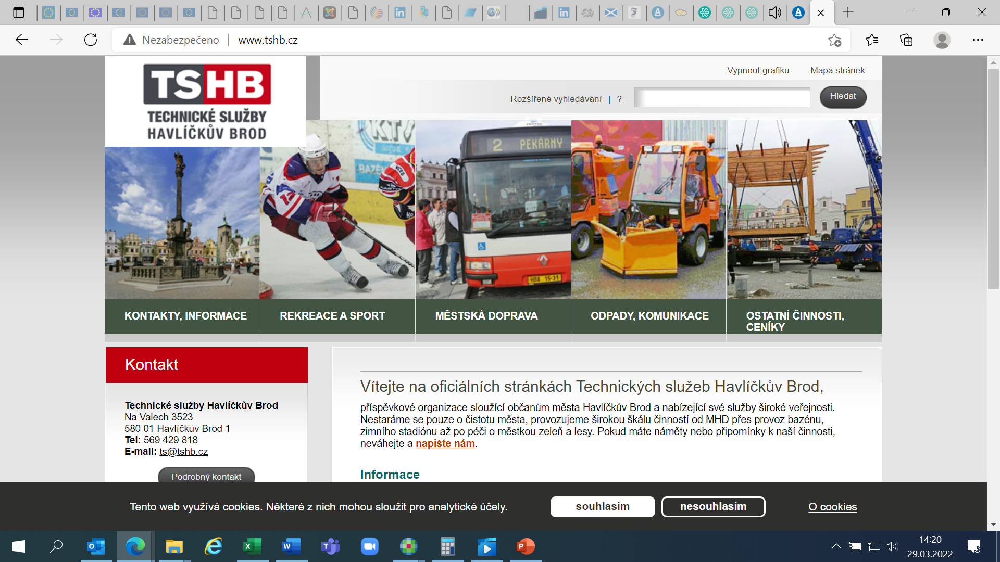 Nezabezpečeno
www.tshb.cz
TSHB
TECHNICKÉ SLUŽBY
HAVLÍČKŮV BROD
Vypnout grafiku
Mapa stránek
Rozšířené vyhledávání | ?
Hledat
BAZÉN
2 PEKÁRNY
HBA 15-31
KONTAKTY, INFORMACE
REKREACE A SPORT
MĚSTSKÁ DOPRAVA
ODPADY, KOMUNIKACE
OSTATNÍ ČINNOSTI,
CENÍKY
Kontakt
Technické služby Havlíčkův Brod
Na Valech 3523
580 01 Havlíčkův Brod 1
Tel: 569 429 818
E-mail: ts@tshb.cz
Podrobný kontakt
Vítejte na oficiálních stránkách Technických služeb Havlíčkův Brod,
příspěvkové organizace sloužící občanům města Havlíčkův Brod a nabízející své služby široké veřejnosti.
Nestaráme se pouze o čistotu města, provozujeme širokou škálu činností od MHD přes provoz bazénu,
zimního stadiónu až po péči o městkou zeleň a lesy. Pokud máte náměty nebo připomínky k naší činnosti,
neváhejte a napište nám.
Informace
Tento web využívá cookies. Některé z nich mohou sloužit pro analytické účely.
souhlasím
nesouhlasím
O cookies
14:20
29.03.2022